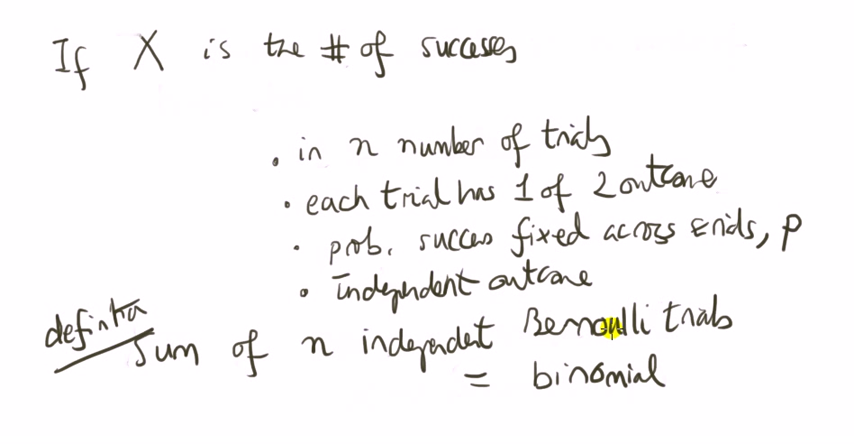 If X is the # of successes
• in n number of trials
• each trial has 1 of 2 outcome
• prob. success fixed across trials, p
• independent outcome
definition
Sum of n independent Bernoulli trials
= binomial